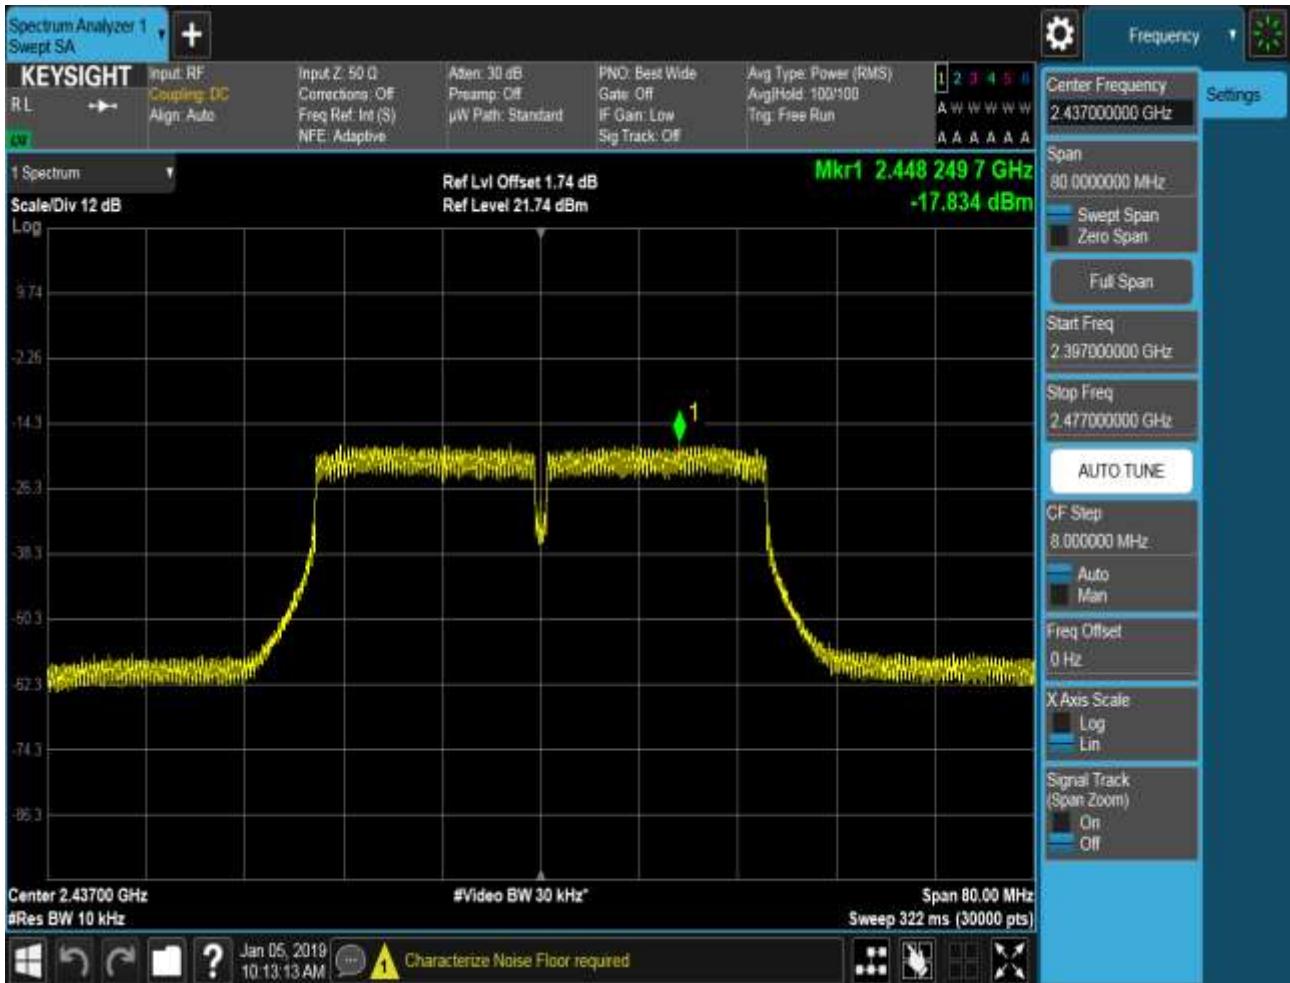 Spectrum Analyzer 1
Swept SA
+
Frequency
KEYSIGHT
RL
Input: RF
Coupling: DC
Align: Auto
Input Z: 50 Ω
Corrections: Off
Freq Ref: Int (S)
NFE: Adaptive
Atten: 30 dB
Preamp: Off
µW Path: Standard
PNO: Best Wide
Gate: Off
IF Gain: Low
Sig Track: Off
Avg Type: Power (RMS)
Avg|Hold: 100/100
Trig: Free Run
1 2 3 4 5 6
A W W W W W
A A A A A A
1 Spectrum
Scale/Div 12 dB
Log
Ref Lvl Offset 1.74 dB
Ref Level 21.74 dBm
Mkr1 2.448 249 7 GHz
-17.834 dBm
9.74
-2.26
-14.3
-26.3
-38.3
-50.3
-62.3
-74.3
-86.3
1
Center 2.43700 GHz
#Res BW 10 kHz
#Video BW 30 kHz*
Span 80.00 MHz
Sweep 322 ms (30000 pts)
Center Frequency
2.437000000 GHz
Settings
Span
80.0000000 MHz
Swept Span
Zero Span
Full Span
Start Freq
2.397000000 GHz
Stop Freq
2.477000000 GHz
AUTO TUNE
CF Step
8.000000 MHz
Auto
Man
Freq Offset
0 Hz
X Axis Scale
Log
Lin
Signal Track
(Span Zoom)
On
Off
?
Jan 05, 2019
10:13:13 AM
1
Characterize Noise Floor required